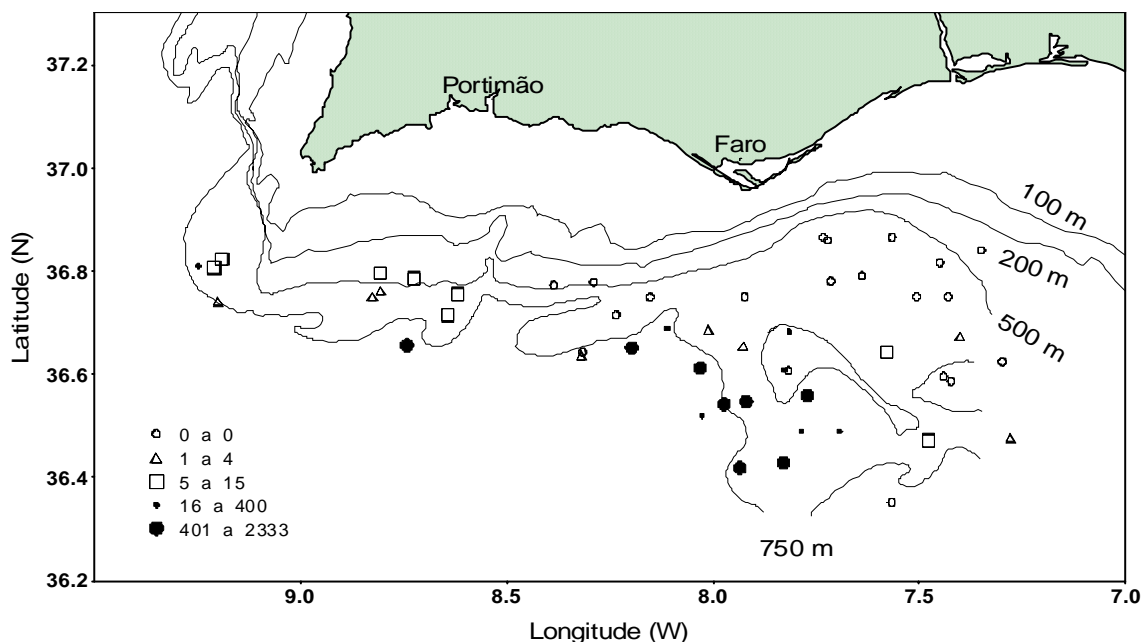 37.2
Portimão
Faro
37.0
100 m
200 m
36.8
500 m
36.6
0 a 0
1 a 4
5 a 15
16 a 400
401 a 2333
36.4
750 m
36.2
9.0
8.5
8.0
7.5
7.0
Latitude (N)
Longitude (W)